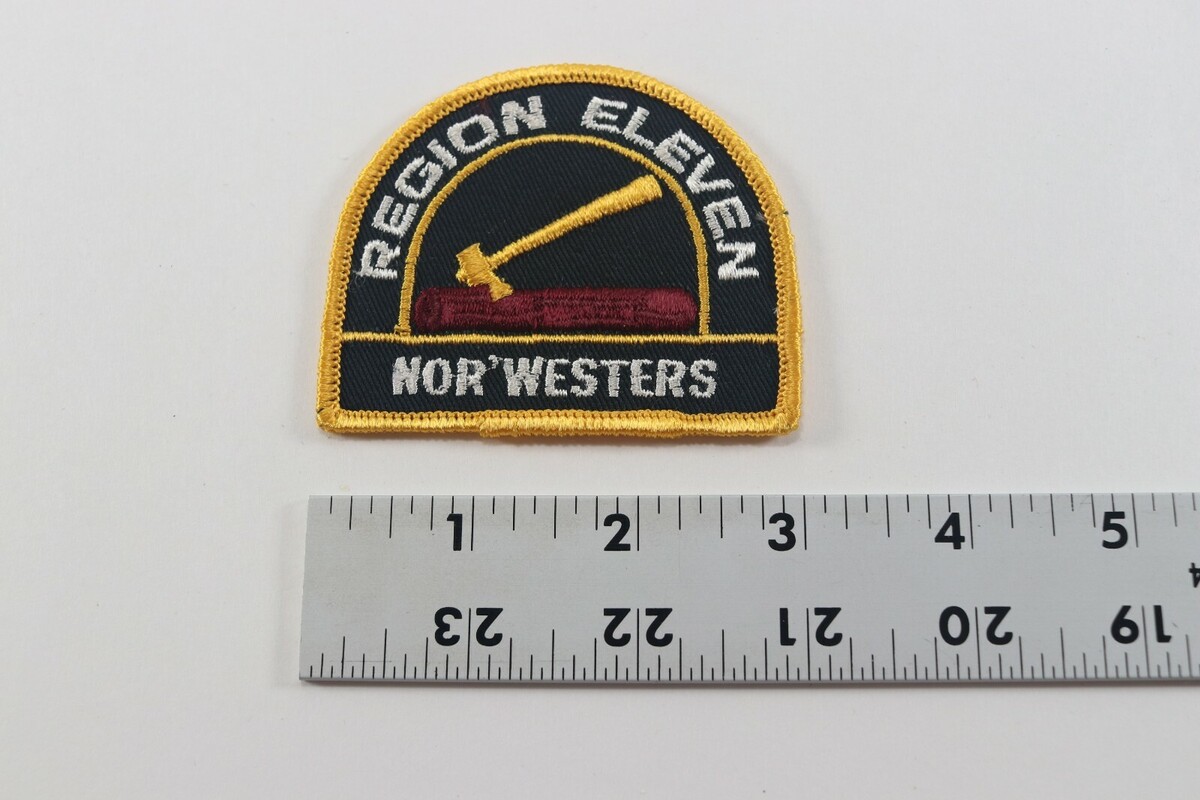 REGION ELEVEN
NOR'WESTERS
1 2 3 4 5
23 22 21 20 19